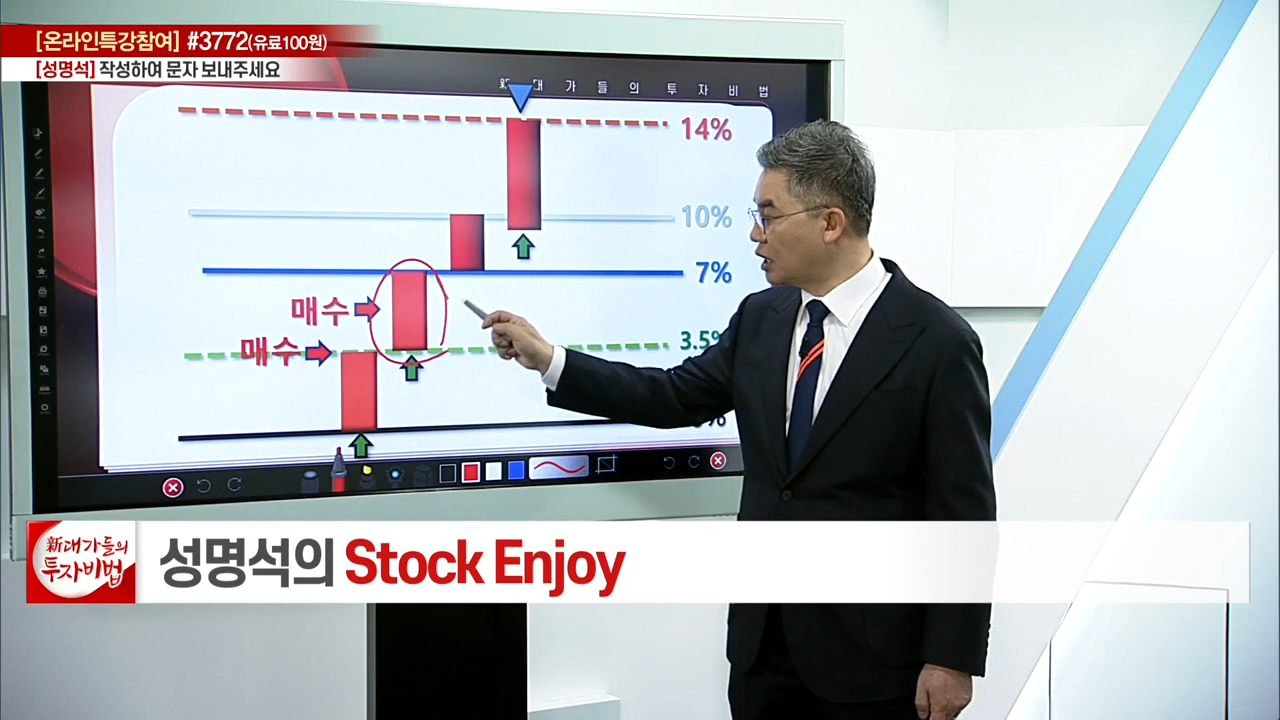 [온라인특강참여] #3772(유료100원)
[성명석] 작성하여 문자 보내주세요
新 대 가 들 의 투 자 비 법
14%
10%
7%
매수
매수
3.5%
新대가들의
투자비법
성명석의 Stock Enjoy